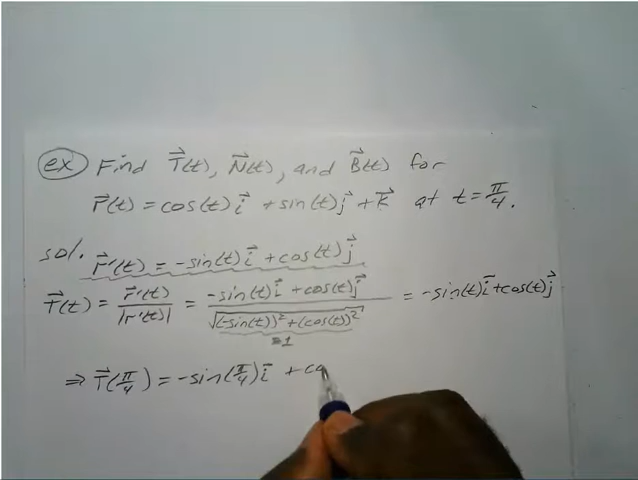 ex Find T⃗(t), N⃗(t), and B⃗(t) for
r⃗(t) = cos(t) i⃗ + sin(t) j⃗ + k⃗ at t = π/4.
sol. r⃗'(t) = -sin(t) i⃗ + cos(t) j⃗
T⃗(t) = r⃗'(t)/|r⃗'(t)| = (-sin(t) i⃗ + cos(t) j⃗)/√((-sin(t))² + (cos(t))²) = -sin(t) i⃗ + cos(t) j⃗
=1
⇒ T⃗(π/4) = -sin(π/4) i⃗ + co